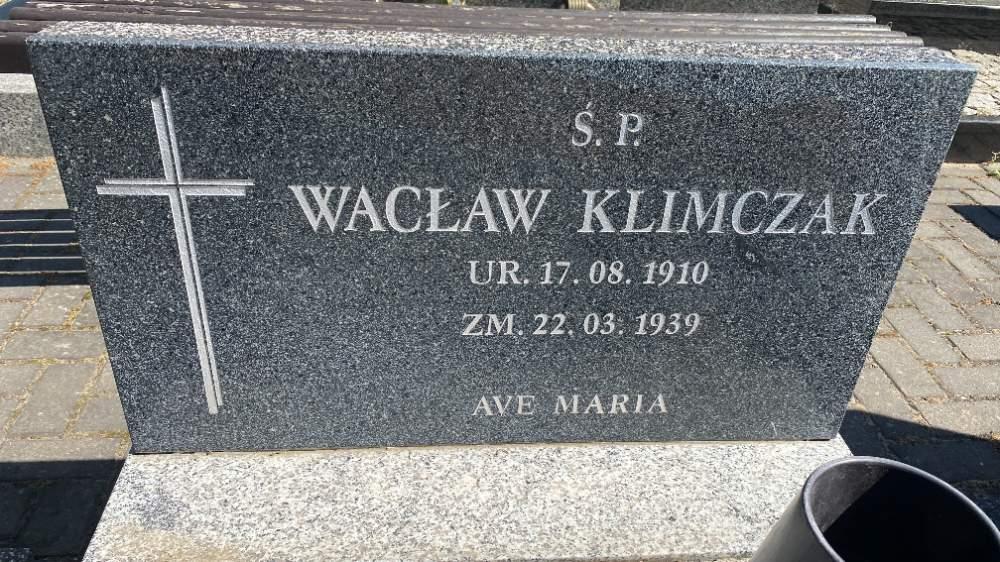 Ś. P.
WACŁAW KLIMCZAK
UR. 17. 08. 1910
ZM. 22. 03. 1939
AVE MARIA